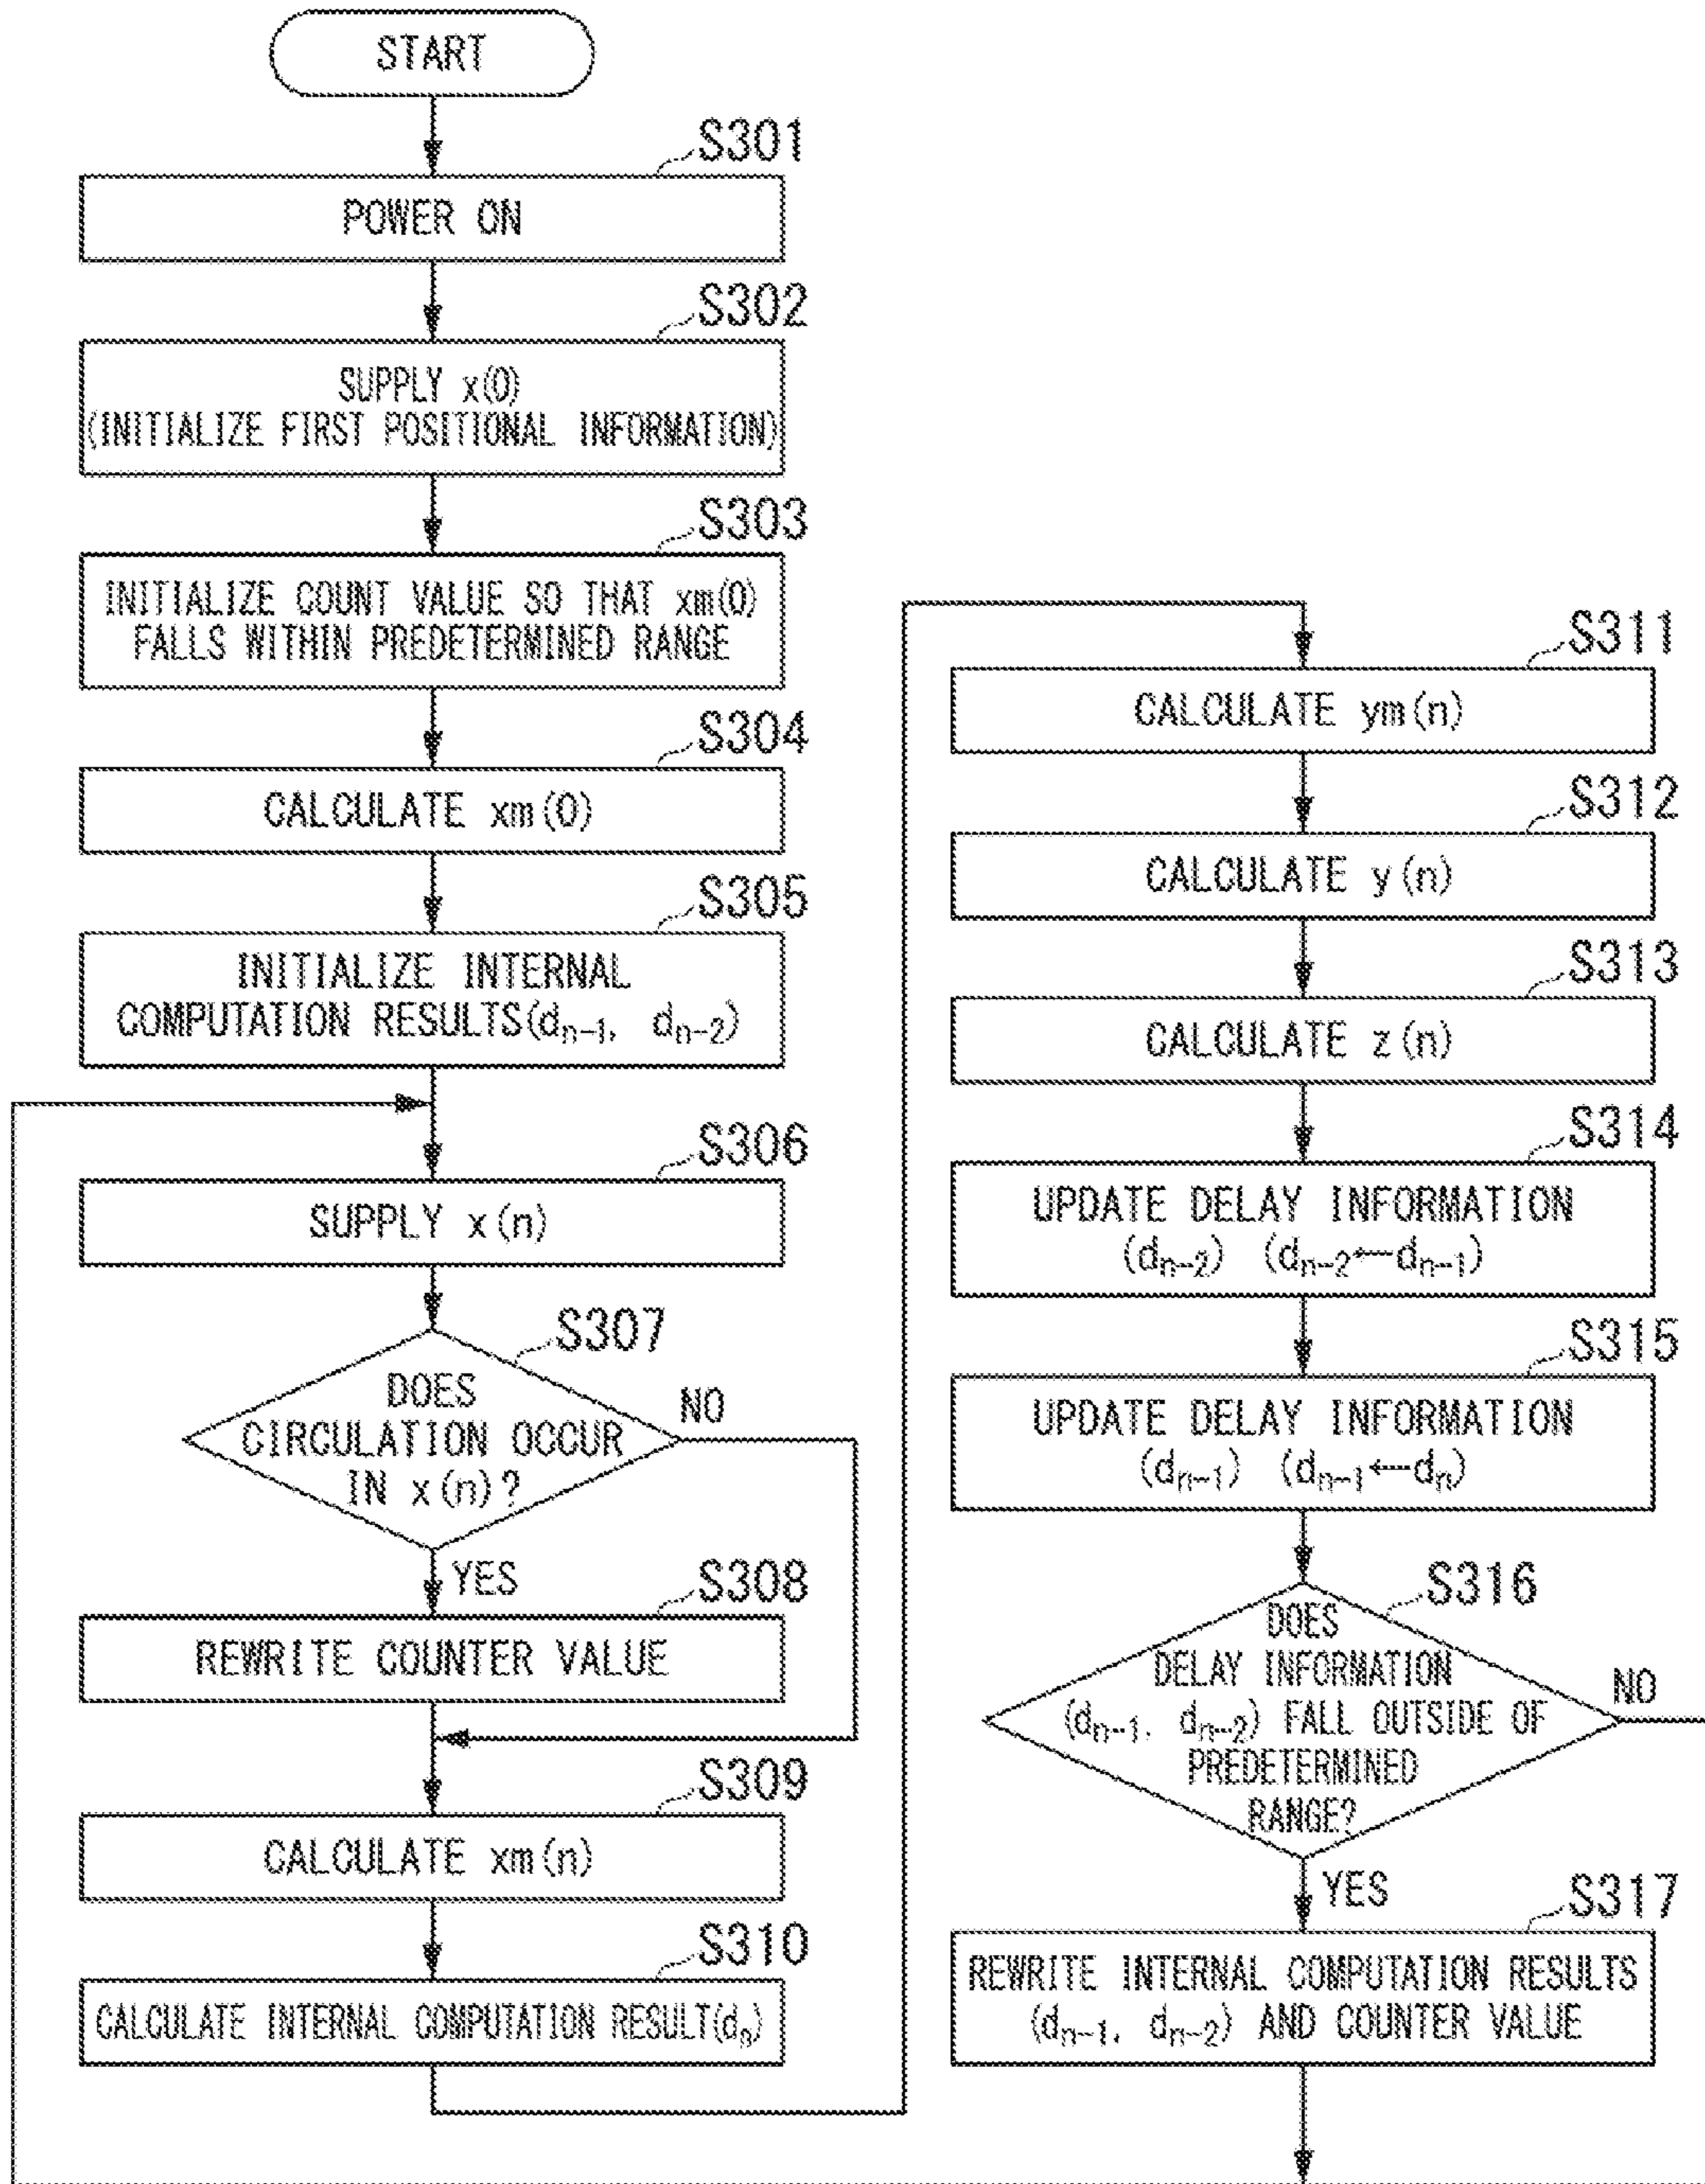 START
S301
POWER ON
S302
SUPPLY x(0)
(INITIALIZE FIRST POSITIONAL INFORMATION)
S303
INITIALIZE COUNT VALUE SO THAT xm(0)
FALLS WITHIN PREDETERMINED RANGE
S304
CALCULATE xm(0)
S305
INITIALIZE INTERNAL
COMPUTATION RESULTS(dn-1, dn-2)
S306
SUPPLY x(n)
S307
DOES
CIRCULATION OCCUR
IN x(n)?
NO
YES
S308
REWRITE COUNTER VALUE
S309
CALCULATE xm(n)
S310
CALCULATE INTERNAL COMPUTATION RESULT(dn)
S311
CALCULATE ym(n)
S312
CALCULATE y(n)
S313
CALCULATE z(n)
S314
UPDATE DELAY INFORMATION
(dn-2) (dn-2←dn-1)
S315
UPDATE DELAY INFORMATION
(dn-1) (dn-1←dn)
S316
DOES
DELAY INFORMATION
(dn-1, dn-2) FALL OUTSIDE OF
PREDETERMINED
RANGE?
NO
YES
S317
REWRITE INTERNAL COMPUTATION RESULTS
(dn-1, dn-2) AND COUNTER VALUE